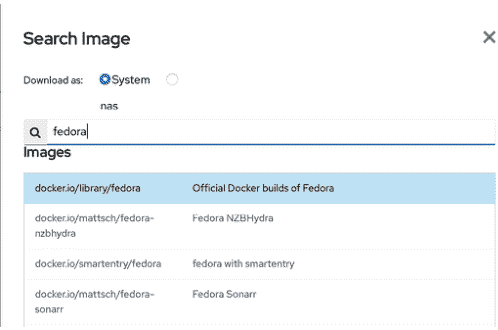 Search Image
Download as: System
nas
fedora
Images
docker.io/library/fedora Official Docker builds of Fedora
docker.io/mattsch/fedora- Fedora NZBHydra
nzbhydra
docker.io/smartentry/fedora fedora with smartentry
docker.io/mattsch/fedora- Fedora Sonarr
sonarr